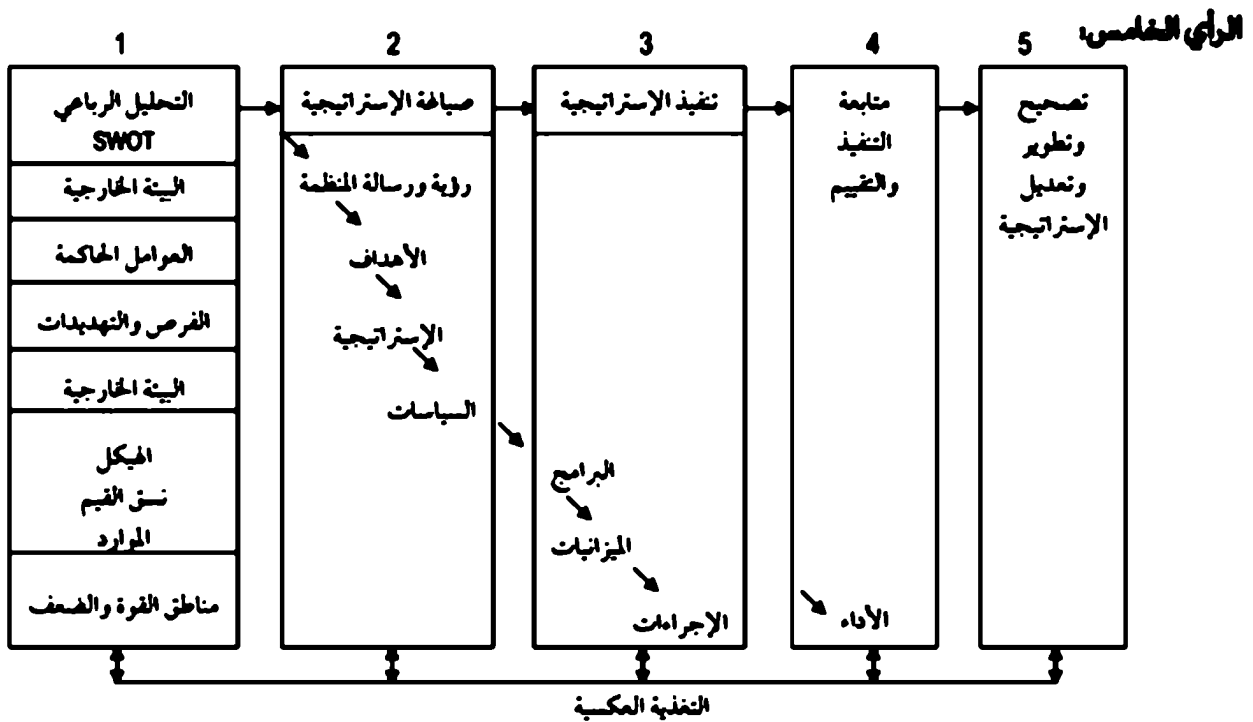 الرأي الخامس:
1
2
3
4
5
التحليل الرباعي
SWOT
البيئة الخارجية
العوامل الحاكمة
الفرص والتهديدات
البيئة الخارجية
الهيكل
نسق القيم
الموارد
مناطق القوة والضعف
صياغة الإستراتيجية
رؤية ورسالة المنظمة
الأهداف
الإستراتيجية
السياسات
تنفيذ الإستراتيجية
البرامج
الميزانيات
الإجراءات
متابعة
التنفيذ
والتقييم
الأداء
تصحيح
وتطوير
وتعديل
الإستراتيجية
التغذية العكسية